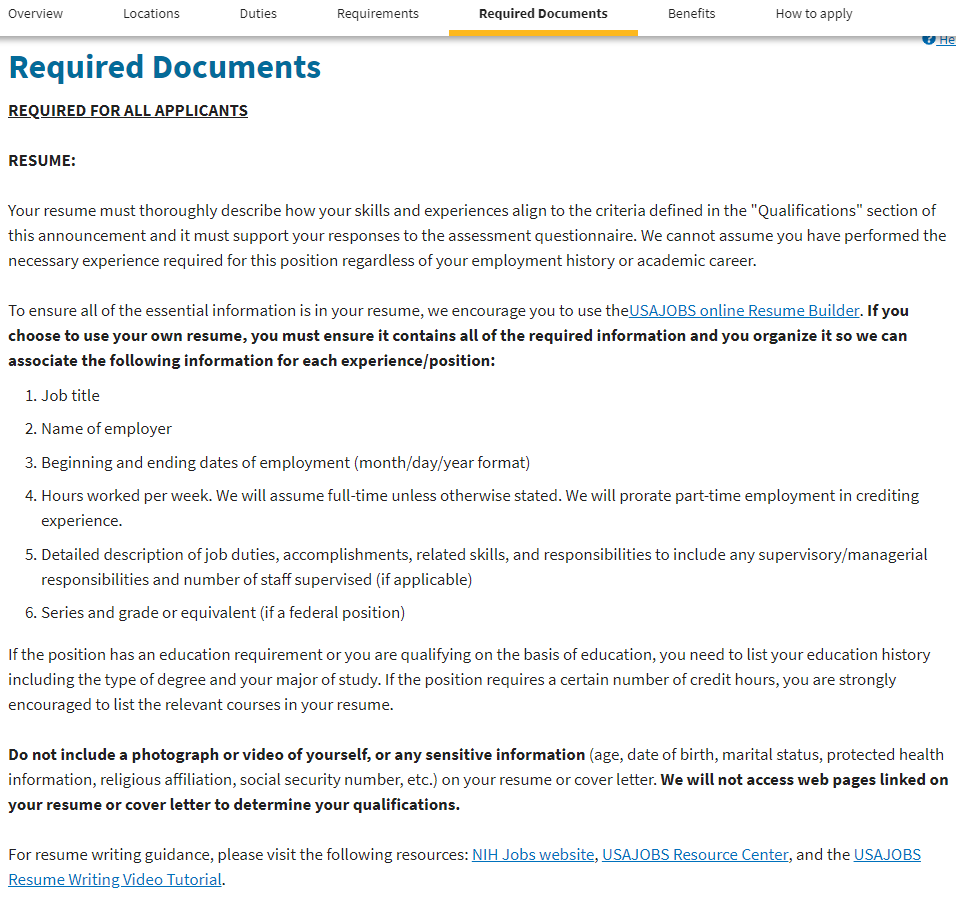 Overview Locations Duties Requirements Required Documents Benefits How to apply
He
Required Documents
REQUIRED FOR ALL APPLICANTS
RESUME:
Your resume must thoroughly describe how your skills and experiences align to the criteria defined in the "Qualifications" section of
this announcement and it must support your responses to the assessment questionnaire. We cannot assume you have performed the
necessary experience required for this position regardless of your employment history or academic career.
To ensure all of the essential information is in your resume, we encourage you to use theUSAJOBS online Resume Builder. If you
choose to use your own resume, you must ensure it contains all of the required information and you organize it so we can
associate the following information for each experience/position:
1. Job title
2. Name of employer
3. Beginning and ending dates of employment (month/day/year format)
4. Hours worked per week. We will assume full-time unless otherwise stated. We will prorate part-time employment in crediting
experience.
5. Detailed description of job duties, accomplishments, related skills, and responsibilities to include any supervisory/managerial
responsibilities and number of staff supervised (if applicable)
6. Series and grade or equivalent (if a federal position)
If the position has an education requirement or you are qualifying on the basis of education, you need to list your education history
including the type of degree and your major of study. If the position requires a certain number of credit hours, you are strongly
encouraged to list the relevant courses in your resume.
Do not include a photograph or video of yourself, or any sensitive information (age, date of birth, marital status, protected health
information, religious affiliation, social security number, etc.) on your resume or cover letter. We will not access web pages linked on
your resume or cover letter to determine your qualifications.
For resume writing guidance, please visit the following resources: NIH Jobs website, USAJOBS Resource Center, and the USAJOBS
Resume Writing Video Tutorial.